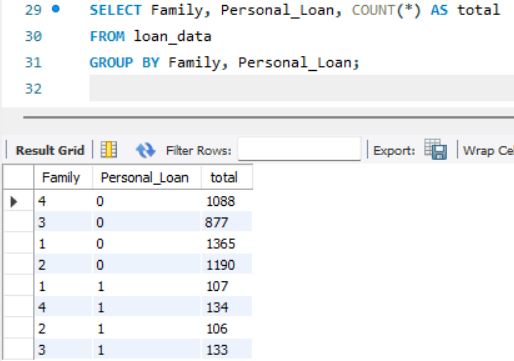 29 SELECT Family, Personal_Loan, COUNT(*) AS total
30 FROM loan_data
31 GROUP BY Family, Personal_Loan;
32
Result Grid Filter Rows: Export: Wrap Ce
Family Personal_Loan total
4 0 1088
3 0 877
1 0 1365
2 0 1190
1 1 107
4 1 134
2 1 106
3 1 133